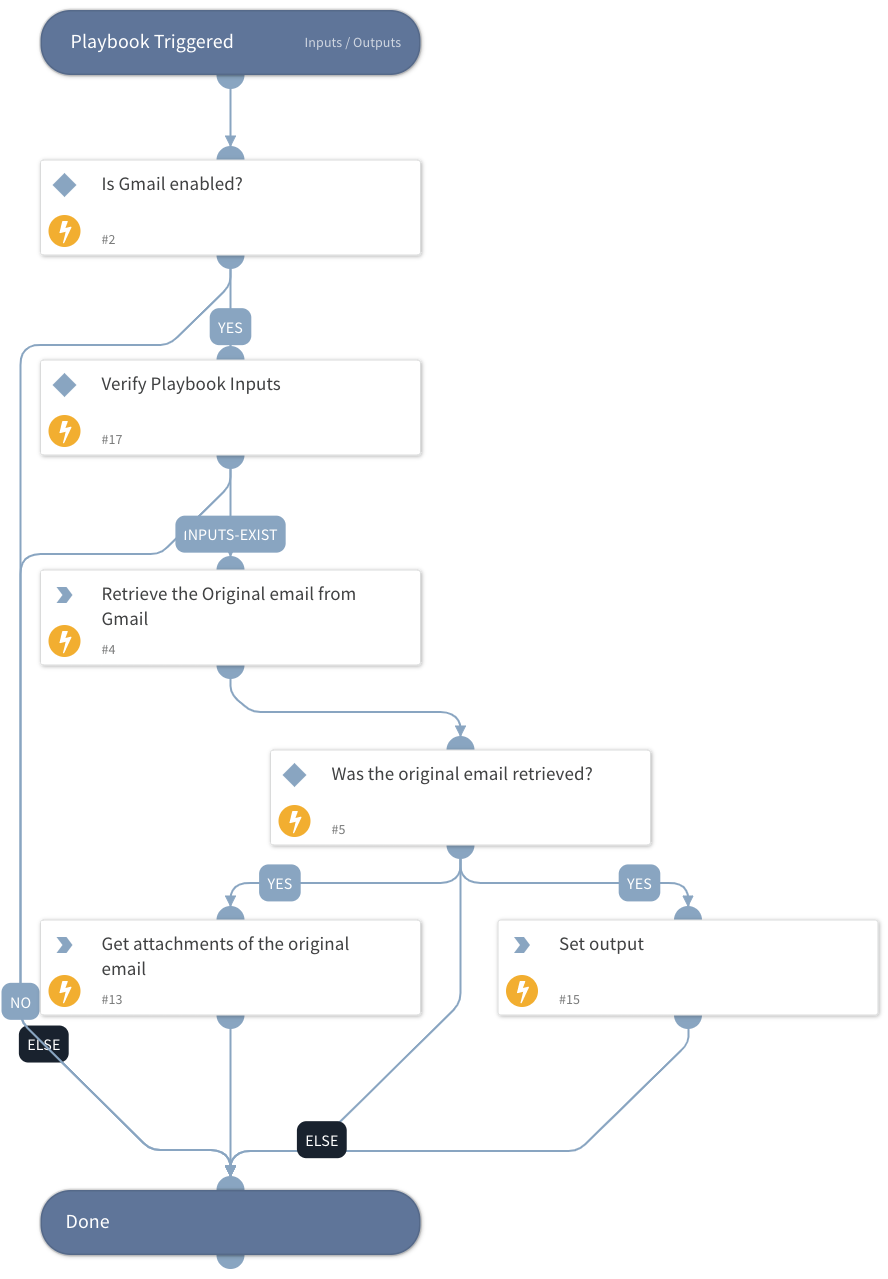 Playbook Triggered
Inputs / Outputs
Is Gmail enabled?
#2
YES
Verify Playbook Inputs
#17
iNPUTS-EXIST
Retrieve the Original email from
Gmail
#4
Was the original email retrieved?
#5
YES
YES
Get attachments of the original
email
#13
Set output
#15
NO
ELSE
ELSE
Done